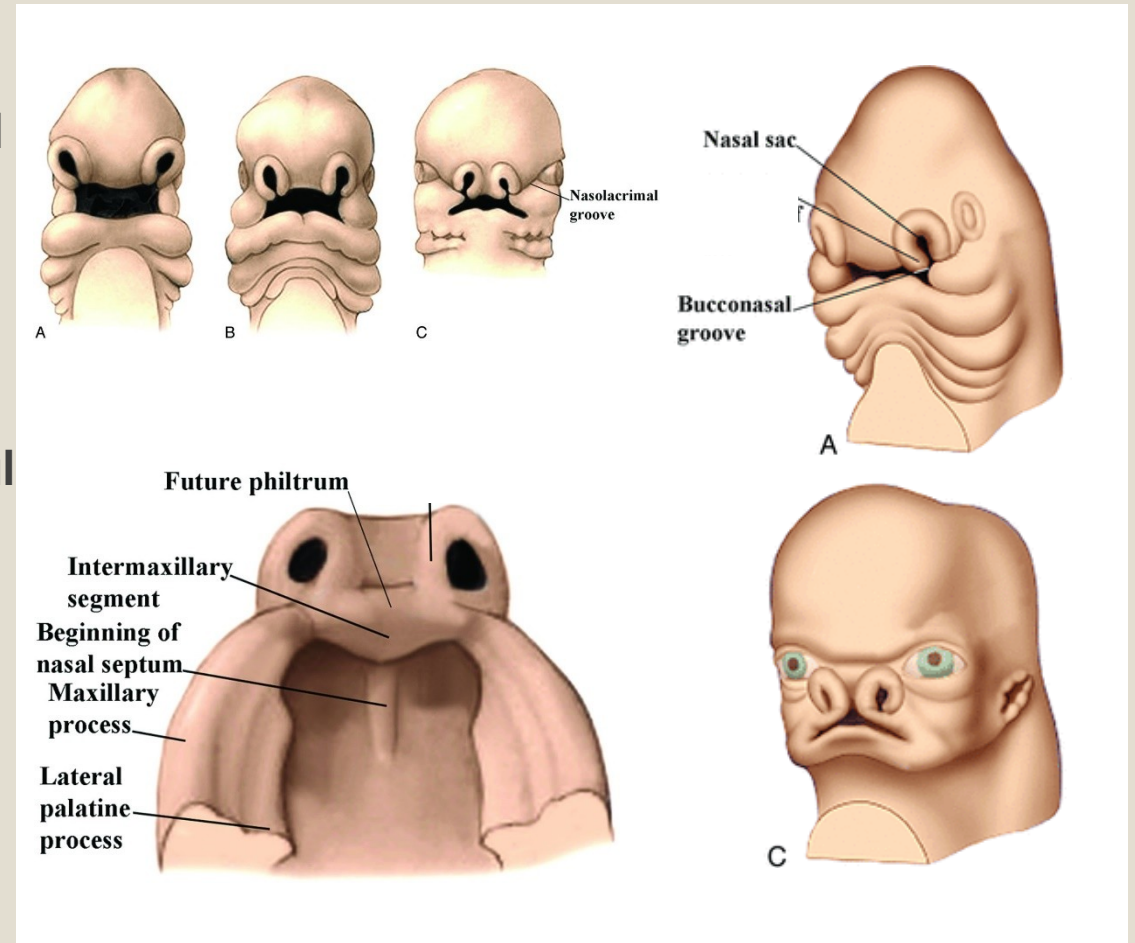 Nasolacrimal
groove
A
B
C
Nasal sac
Bucconasal
groove
A
Future philtrum
Intermaxillary
segment
Beginning of
nasal septum
Maxillary
process
Lateral
palatine
process
C